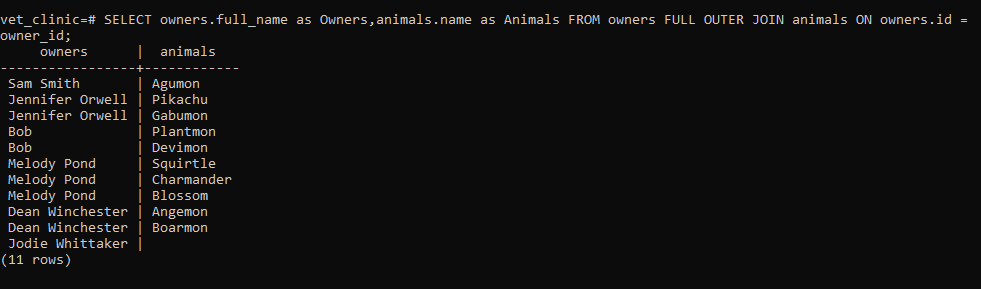 vet_clinic=# SELECT owners.full_name as Owners,animals.name as Animals FROM owners FULL OUTER JOIN animals ON owners.id =
owner_id;
     owners      |  animals
-----------------+------------
 Sam Smith       | Agumon
 Jennifer Orwell | Pikachu
 Jennifer Orwell | Gabumon
 Bob             | Plantmon
 Bob             | Devimon
 Melody Pond     | Squirtle
 Melody Pond     | Charmander
 Melody Pond     | Blossom
 Dean Winchester | Angemon
 Dean Winchester | Boarmon
 Jodie Whittaker |
(11 rows)